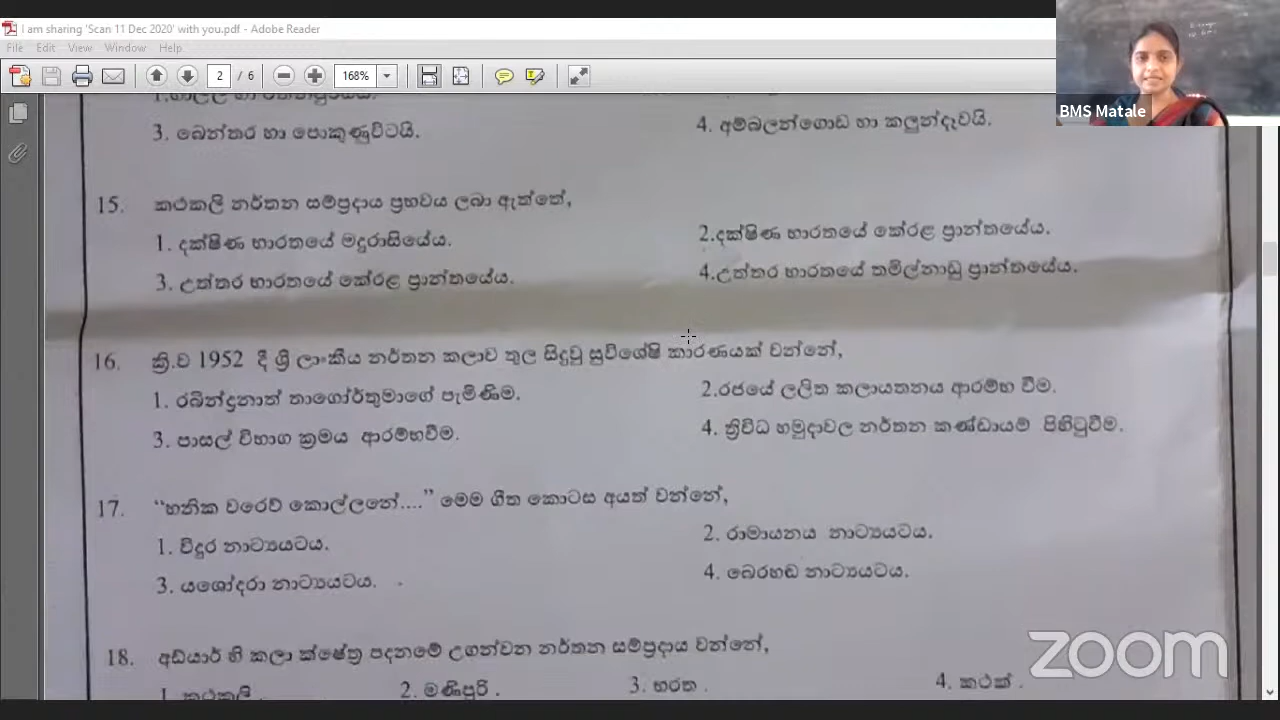 I am sharing 'Scan 11 Dec 2020' with you.pdf - Adobe Reader
File Edit View Window Help
2 / 6 168%
BMS Matale
3. බෙන්තර හා පොකුණුවිටයි.
4. අම්බලන්ගොඩ හා කලුන්දෑවයි.
15. කථකලි නර්තන සම්ප්‍රදාය ප්‍රභවය ලබා ඇත්තේ,
1. දක්ෂිණ භාරතයේ මදුරාසියේය.
2.දක්ෂිණ භාරතයේ කේරළ ප්‍රාන්තයේය.
3. උත්තර භාරතයේ කේරළ ප්‍රාන්තයේය.
4.උත්තර භාරතයේ තමිල්නාඩු ප්‍රාන්තයේය.
16. ක්‍රි.ව 1952 දී ශ්‍රී ලාංකීය නර්තන කලාව තුල සිදුවූ සුවිශේෂි කාරණයක් වන්නේ,
1. රබින්ද්‍රනාත් තාගෝර්තුමාගේ පැමිණිම.
2.රජයේ ලලිත කලායතනය ආරම්භ වීම.
3. පාසල් විභාග ක්‍රමය ආරම්භවීම.
4. ත්‍රිවිධ හමුදාවල නර්තන කණ්ඩායම් පිහිටුවීම.
17. “හනික වරෙව් කොල්ලනේ....” මෙම ගීත කොටස අයත් වන්නේ,
1. විදුර නාට්‍යයටය.
2. රාමායනය නාට්‍යයටය.
3. යශෝදරා නාට්‍යයටය.
4. බෙරහඬ නාට්‍යයටය.
18. අඩ්යාර් හි කලා ක්ෂේත්‍ර පදනමේ උගන්වන නර්තන සම්ප්‍රදාය වන්නේ,
1. කථකලි .
2. මණිපුරි .
3. භරත .
4. කථක් .
zoom